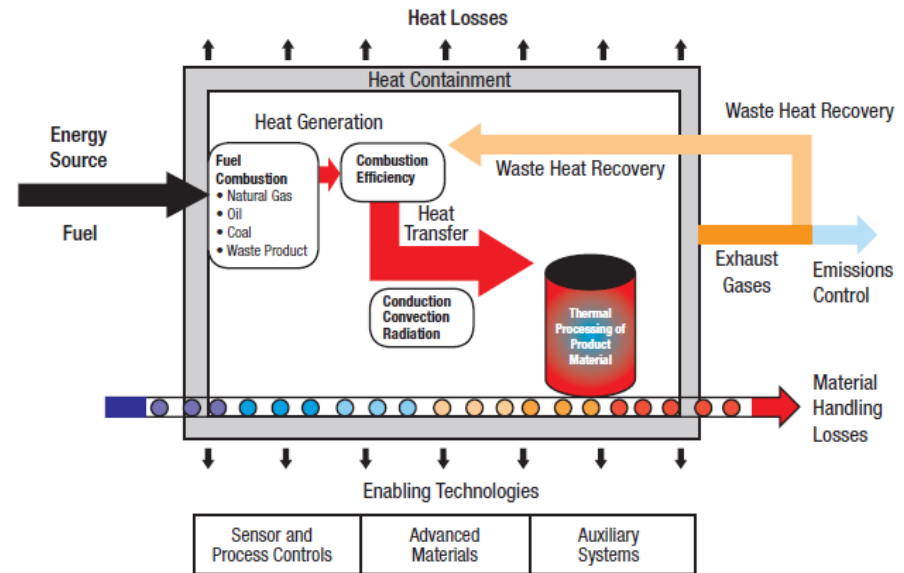 Heat Losses
Heat Containment
Waste Heat Recovery
Heat Generation
Energy
Source
Fuel
Combustion
• Natural Gas
• Oil
• Coal
• Waste Product
Combustion
Efficiency
Waste Heat Recovery
Fuel
Heat
Transfer
Exhaust
Gases
Emissions
Control
Conduction
Convection
Radiation
Thermal
Processing of
Product
Material
Material
Handling
Losses
Enabling Technologies
Sensor and
Process Controls
Advanced
Materials
Auxiliary
Systems